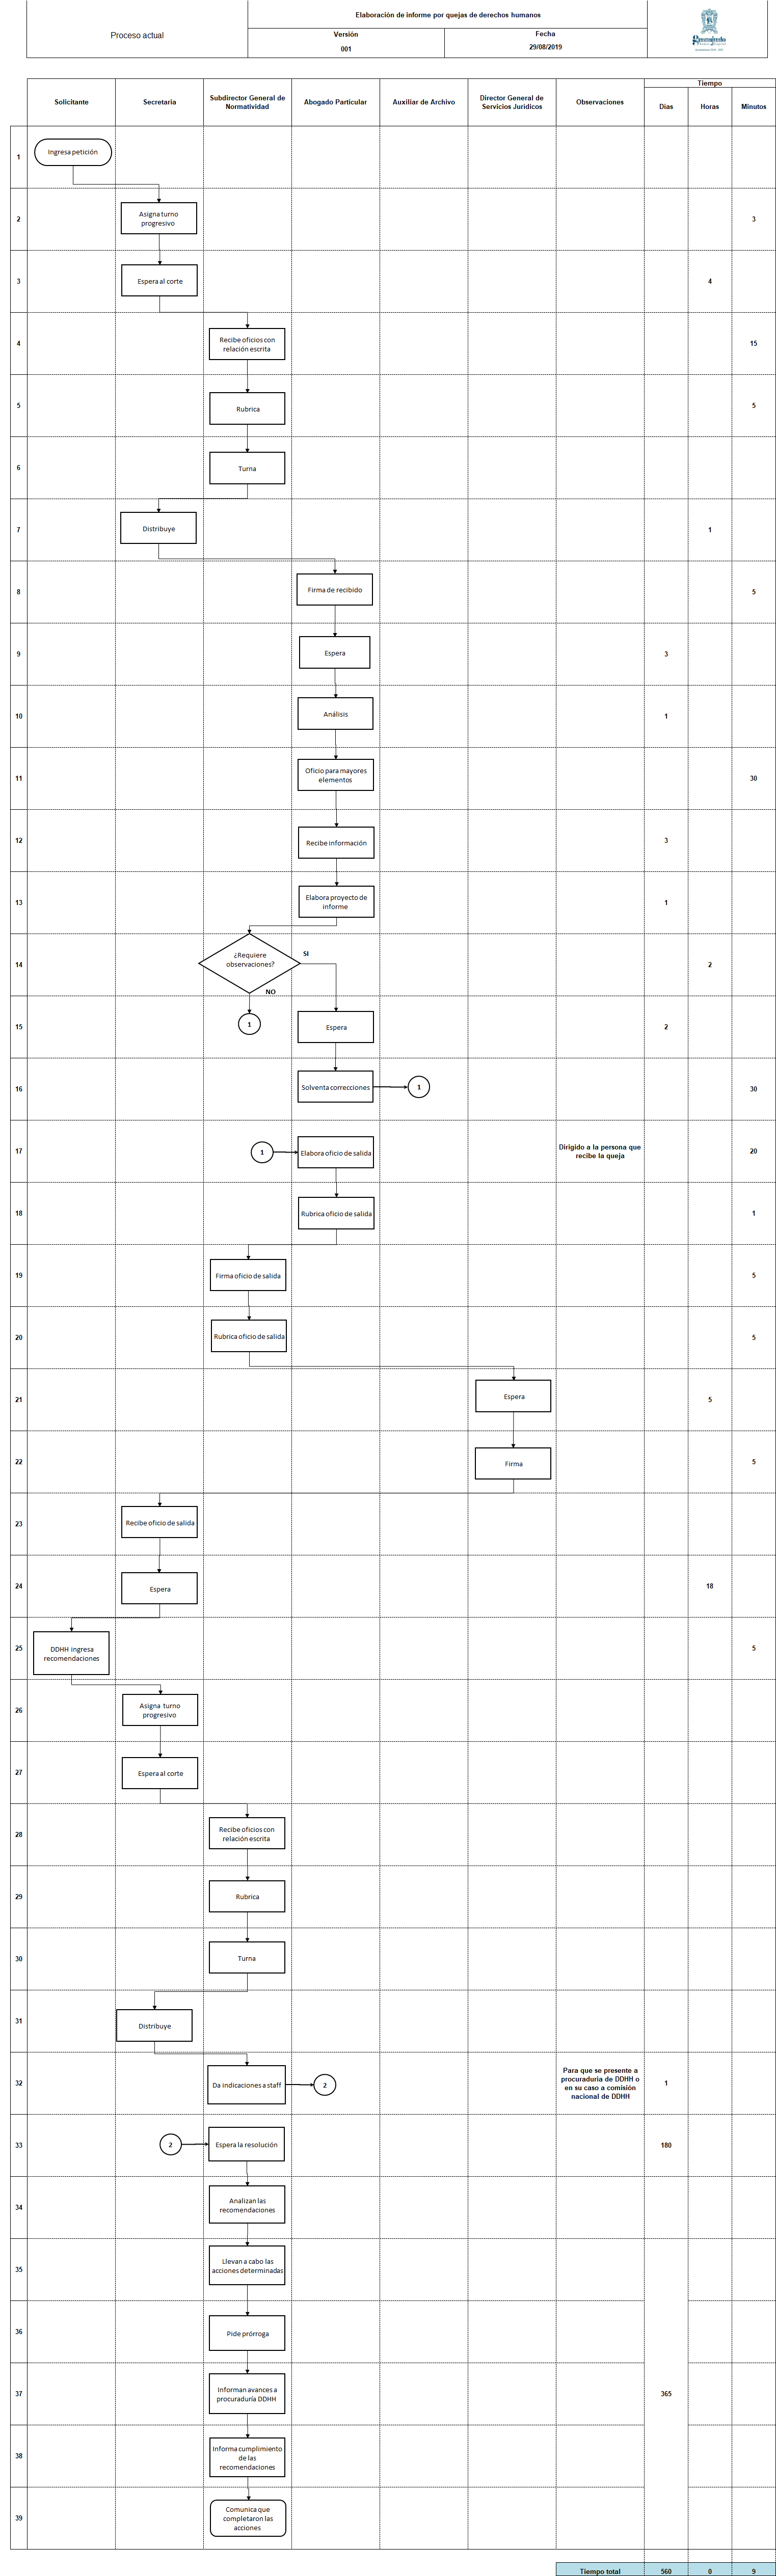 Proceso actual
Elaboración de informe por quejas de derechos humanos
Versión
Fecha
001
29/08/2019
Solicitante
Secretaria
Subdirector General de
Normatividad
Abogado Particular
Auxiliar de Archivo
Director General de
Servicios Jurídicos
Observaciones
Tiempo
Dias
Horas
Minutos
1
Ingresa petición
2
Asigna turno
progresivo
3
3
Espera al corte
4
4
Recibe oficios con
relación escrita
15
5
Rubrica
5
6
Turna
7
Distribuye
1
8
Firma de recibido
5
9
Espera
3
10
Análisis
1
11
Oficio para mayores
elementos
30
12
Recibe información
3
13
Elabora proyecto de
informe
1
14
¿Requiere
observaciones?
SI
NO
2
15
1
Espera
2
16
Solventa correcciones
1
30
17
1
Elabora oficio de salida
Dirigido a la persona que
recibe la queja
20
18
Rubrica oficio de salida
1
19
Firma oficio de salida
5
20
Rubrica oficio de salida
5
21
Espera
5
22
Firma
5
23
Recibe oficio de salida
24
Espera
18
25
DDHH ingresa
recomendaciones
5
26
Asigna turno
progresivo
27
Espera al corte
28
Recibe oficios con
relación escrita
29
Rubrica
30
Turna
31
Distribuye
32
Da indicaciones a staff
2
Para que se presente a
procuraduria de DDHH o
en su caso a comisión
nacional de DDHH
1
33
2
Espera la resolución
180
34
Analizan las
recomendaciones
35
Llevan a cabo las
acciones determinadas
36
Pide prórroga
37
Informan avances a
procuraduría DDHH
365
38
Informa cumplimiento
de las
recomendaciones
39
Comunica que
completaron las
acciones
Tiempo total
560
0
9